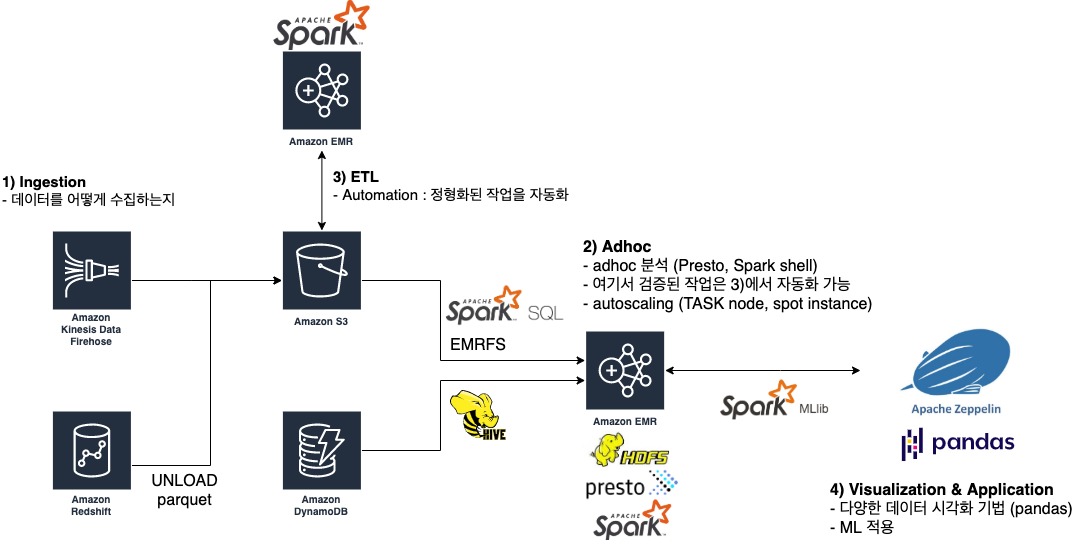 APACHE
Spark
Amazon EMR
1) Ingestion
- 데이터를 어떻게 수집하는지
3) ETL
- Automation : 정형화된 작업을 자동화
Amazon
Kinesis Data
Firehose
Amazon S3
2) Adhoc
- adhoc 분석 (Presto, Spark shell)
- 여기서 검증된 작업은 3)에서 자동화 가능
- autoscaling (TASK node, spot instance)
APACHE
Spark SQL
EMRFS
HIVE
Amazon EMR
Spark MLlib
Apache Zeppelin
pandas
Amazon
Redshift
UNLOAD
parquet
Amazon
DynamoDB
HDFS
presto
APACHE
Spark
4) Visualization & Application
- 다양한 데이터 시각화 기법 (pandas)
- ML 적용